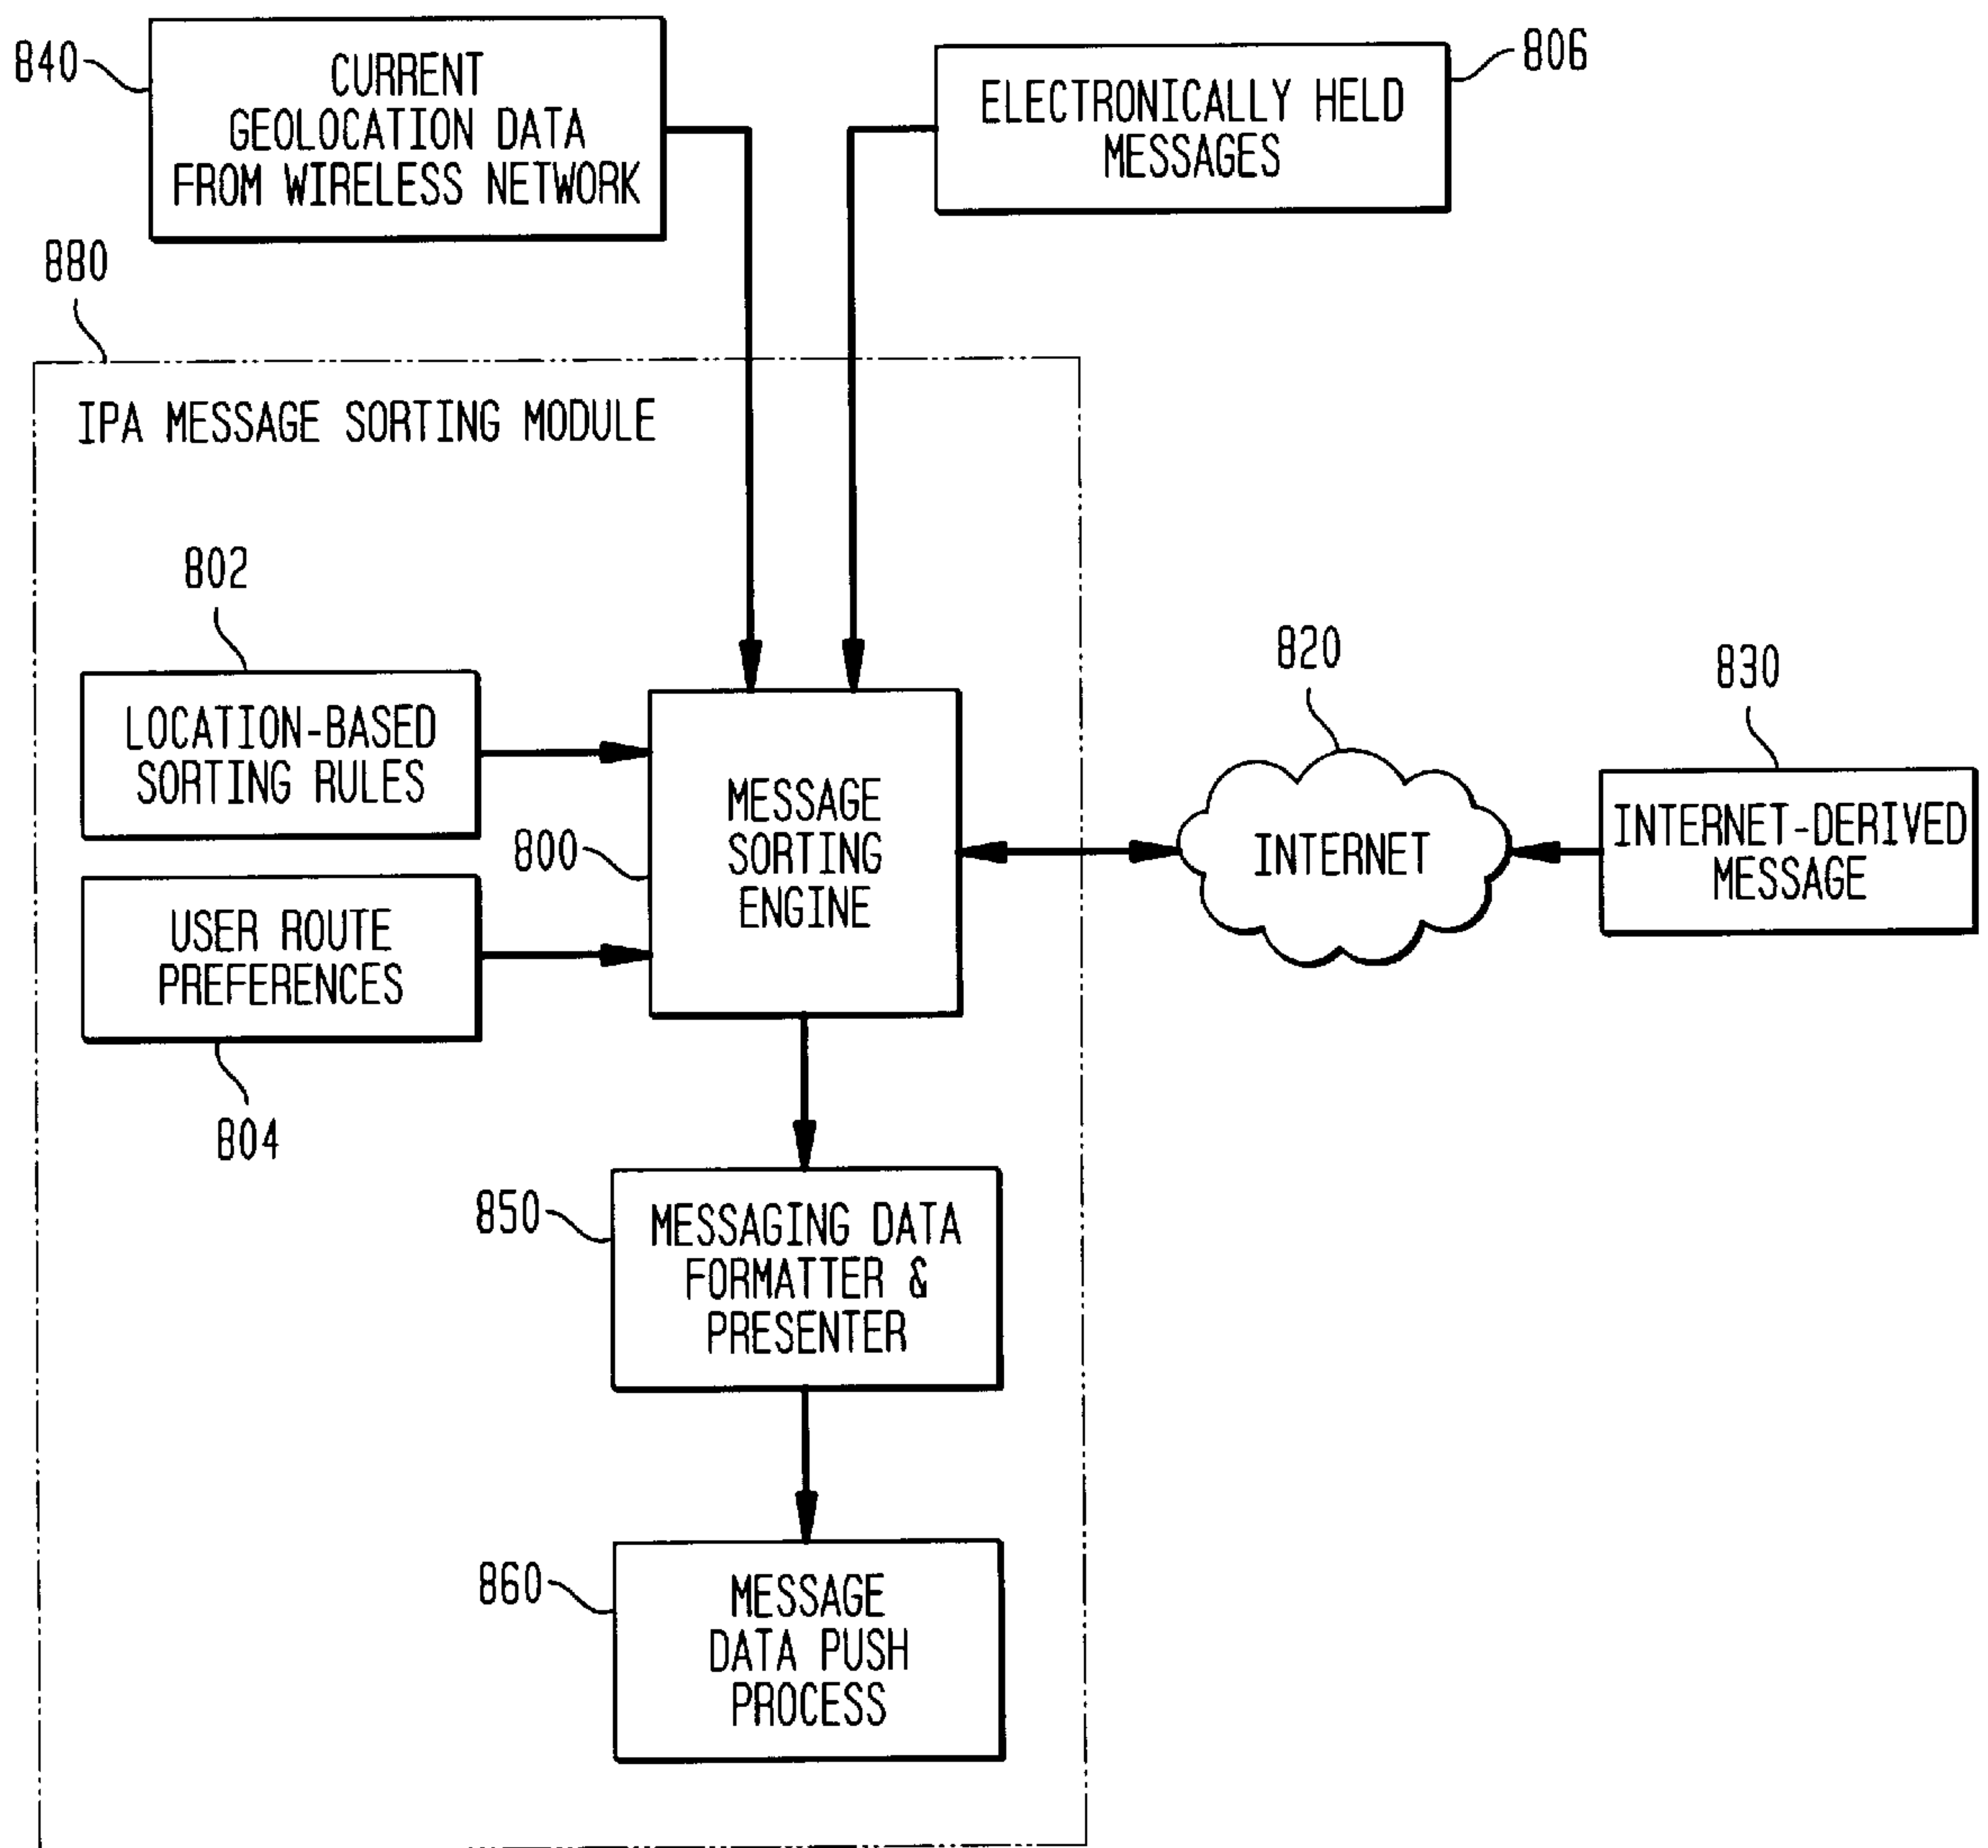 840
CURRENT
GEOLOCATION DATA
FROM WIRELESS NETWORK
806
ELECTRONICALLY HELD
MESSAGES
880
IPA MESSAGE SORTING MODULE
802
LOCATION-BASED
SORTING RULES
800
MESSAGE
SORTING
ENGINE
820
INTERNET
830
INTERNET-DERIVED
MESSAGE
USER ROUTE
PREFERENCES
804
850
MESSAGING DATA
FORMATTER &
PRESENTER
860
MESSAGE
DATA PUSH
PROCESS